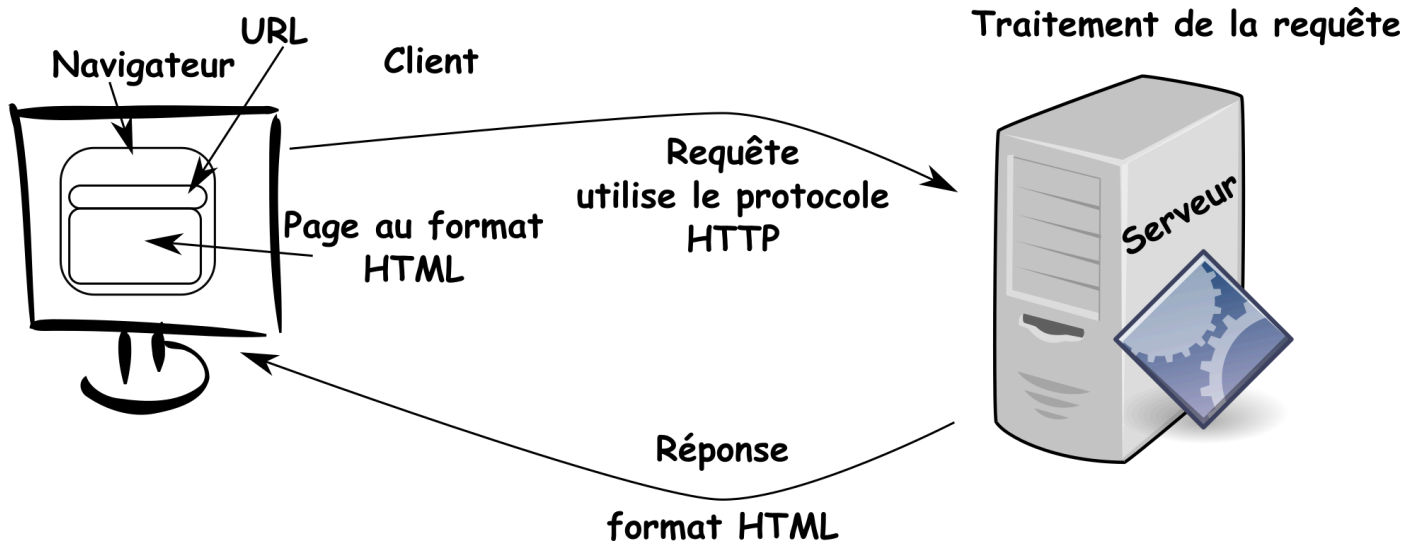 URL
Navigateur
Client
Traitement de la requête
Requête
utilise le protocole
HTTP
Serveur
Page au format
HTML
Réponse
format HTML